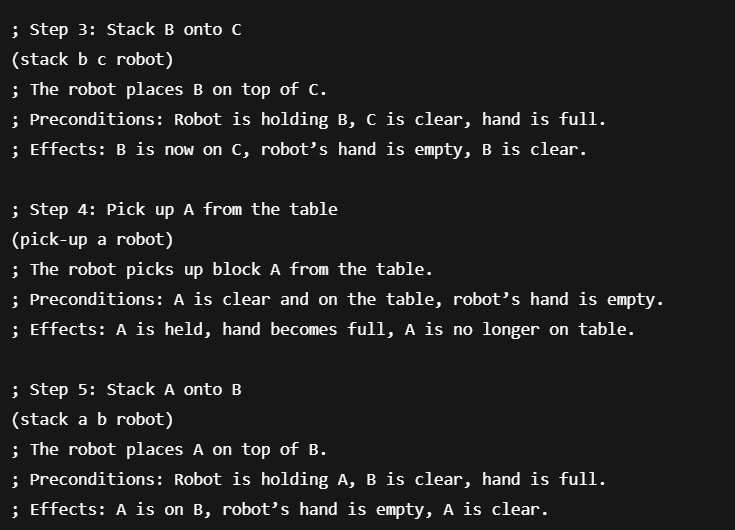 ; Step 3: Stack B onto C
(stack b c robot)
; The robot places B on top of C.
; Preconditions: Robot is holding B, C is clear, hand is full.
; Effects: B is now on C, robot’s hand is empty, B is clear.
; Step 4: Pick up A from the table
(pick-up a robot)
; The robot picks up block A from the table.
; Preconditions: A is clear and on the table, robot’s hand is empty.
; Effects: A is held, hand becomes full, A is no longer on table.
; Step 5: Stack A onto B
(stack a b robot)
; The robot places A on top of B.
; Preconditions: Robot is holding A, B is clear, hand is full.
; Effects: A is on B, robot’s hand is empty, A is clear.